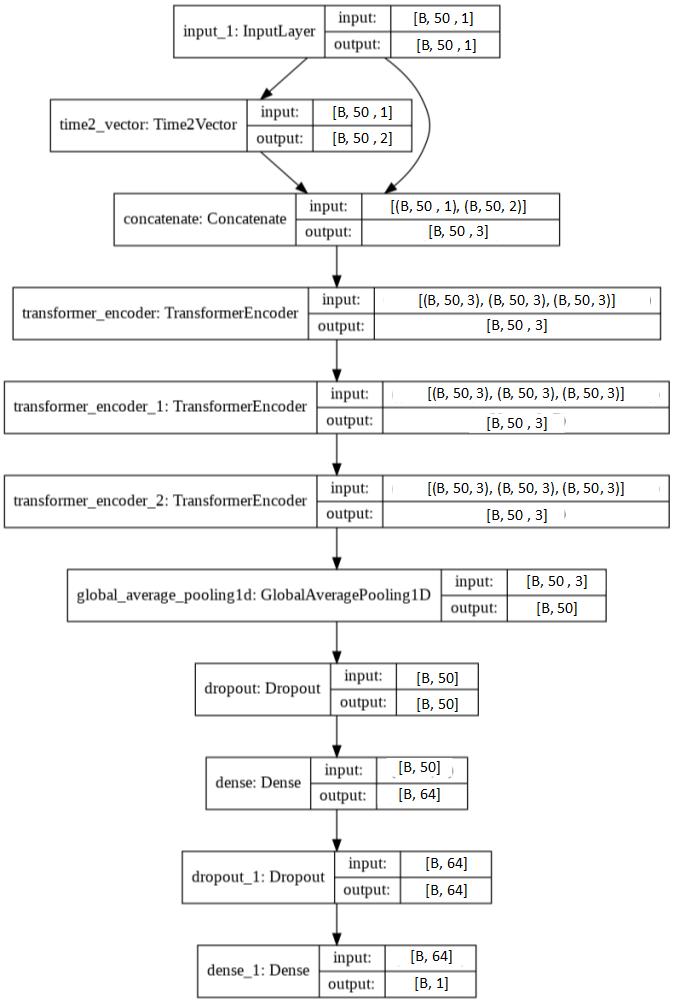 input_1: InputLayer
input: [B, 50 , 1]
output: [B, 50 , 1]
time2_vector: Time2Vector
input: [B, 50 , 1]
output: [B, 50 , 2]
concatenate: Concatenate
input: [(B, 50 , 1), (B, 50, 2)]
output: [B, 50 , 3]
transformer_encoder: TransformerEncoder
input: [(B, 50, 3), (B, 50, 3), (B, 50, 3)]
output: [B, 50 , 3]
transformer_encoder_1: TransformerEncoder
input: [(B, 50, 3), (B, 50, 3), (B, 50, 3)]
output: [B, 50 , 3]
transformer_encoder_2: TransformerEncoder
input: [(B, 50, 3), (B, 50, 3), (B, 50, 3)]
output: [B, 50 , 3]
global_average_pooling1d: GlobalAveragePooling1D
input: [B, 50 , 3]
output: [B, 50]
dropout: Dropout
input: [B, 50]
output: [B, 50]
dense: Dense
input: [B, 50]
output: [B, 64]
dropout_1: Dropout
input: [B, 64]
output: [B, 64]
dense_1: Dense
input: [B, 64]
output: [B, 1]